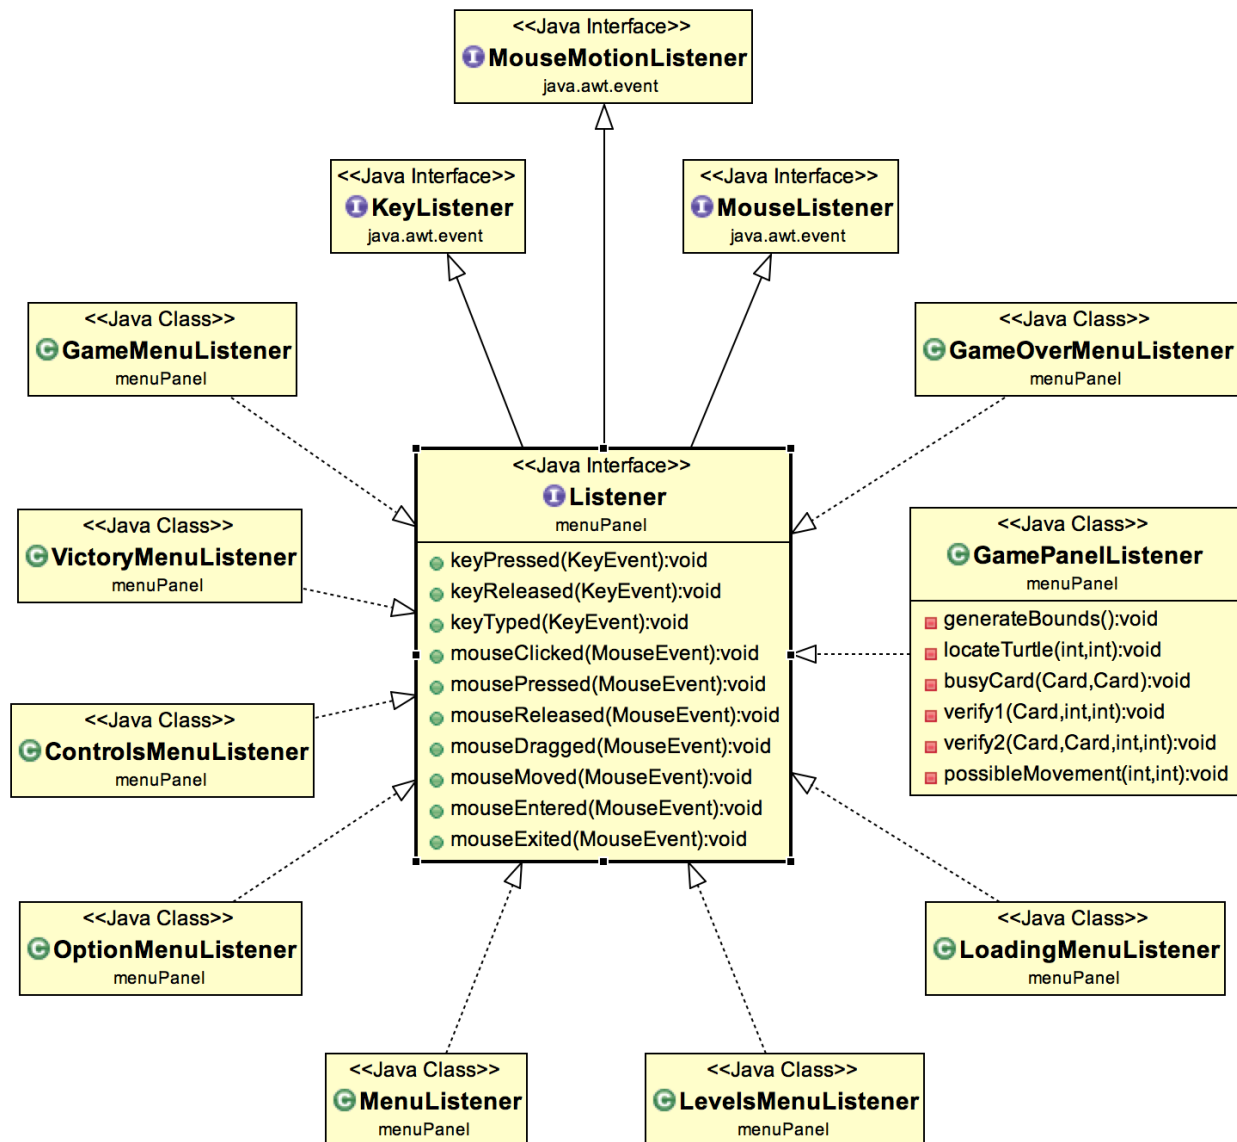 <<Java Interface>>
MouseMotionListener
java.awt.event
<<Java Interface>>
KeyListener
java.awt.event
<<Java Interface>>
MouseListener
java.awt.event
<<Java Class>>
GameMenuListener
menuPanel
<<Java Class>>
GameOverMenuListener
menuPanel
<<Java Interface>>
Listener
menuPanel
keyPressed(KeyEvent):void
keyReleased(KeyEvent):void
keyTyped(KeyEvent):void
mouseClicked(MouseEvent):void
mousePressed(MouseEvent):void
mouseReleased(MouseEvent):void
mouseDragged(MouseEvent):void
mouseMoved(MouseEvent):void
mouseEntered(MouseEvent):void
mouseExited(MouseEvent):void
<<Java Class>>
VictoryMenuListener
menuPanel
<<Java Class>>
GamePanelListener
menuPanel
generateBounds():void
locateTurtle(int,int):void
busyCard(Card,Card):void
verify1(Card,int,int):void
verify2(Card,Card,int,int):void
possibleMovement(int,int):void
<<Java Class>>
ControlsMenuListener
menuPanel
<<Java Class>>
OptionMenuListener
menuPanel
<<Java Class>>
LoadingMenuListener
menuPanel
<<Java Class>>
MenuListener
menuPanel
<<Java Class>>
LevelsMenuListener
menuPanel